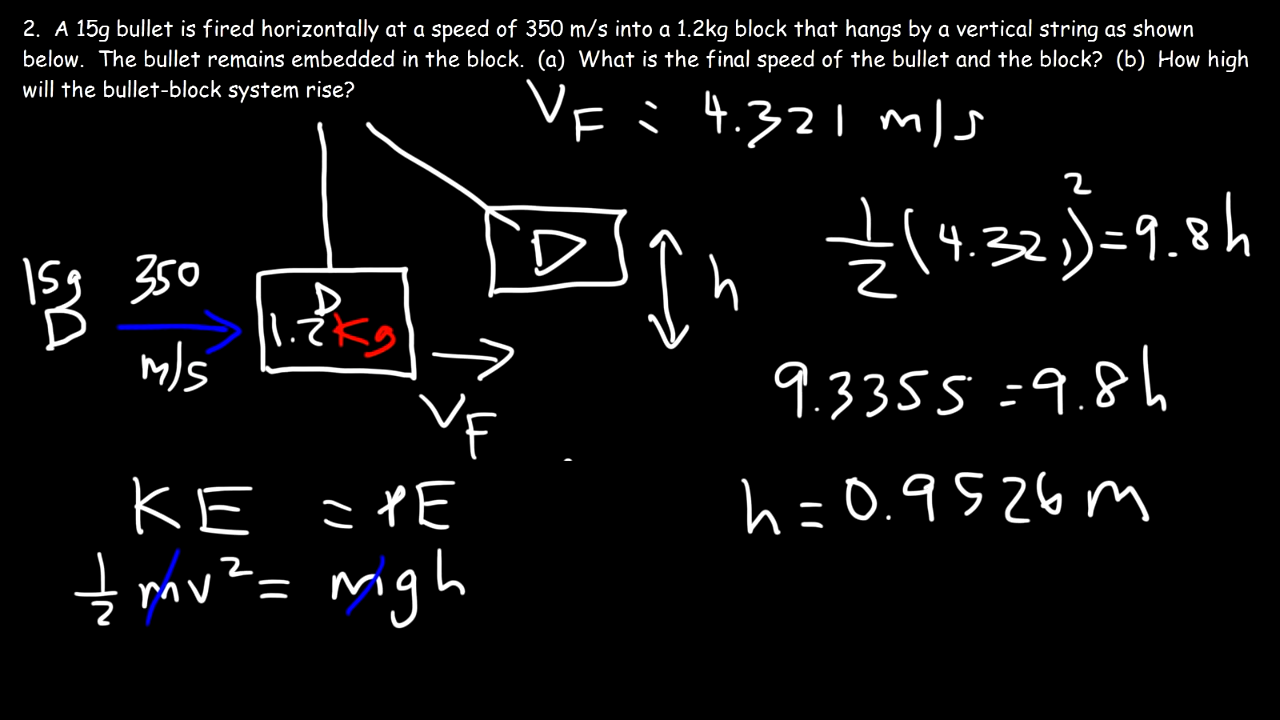 2. A 15g bullet is fired horizontally at a speed of 350 m/s into a 1.2kg block that hangs by a vertical string as shown
below. The bullet remains embedded in the block. (a) What is the final speed of the bullet and the block? (b) How high
will the bullet-block system rise?
VF = 4.321 m/s
1/2 (4.321)² = 9.8h
15g 350
m/s
1.2 Kg
h
VF
9.3355 = 9.8h
h = 0.9526 m
KE = PE
1/2 mv² = mgh